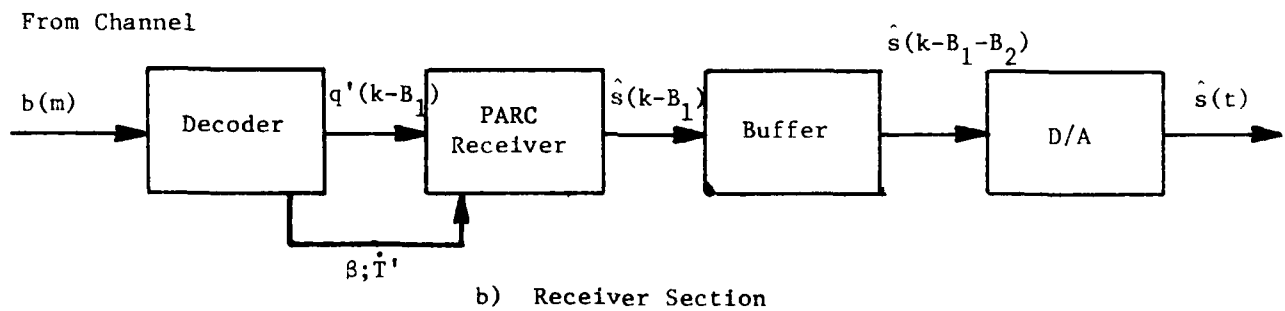 From Channel
b(m)
Decoder
q'(k-B₁)
PARC
Receiver
ŝ(k-B₁)
Buffer
ŝ(k-B₁-B₂)
D/A
ŝ(t)
β;Ṫ'
b) Receiver Section